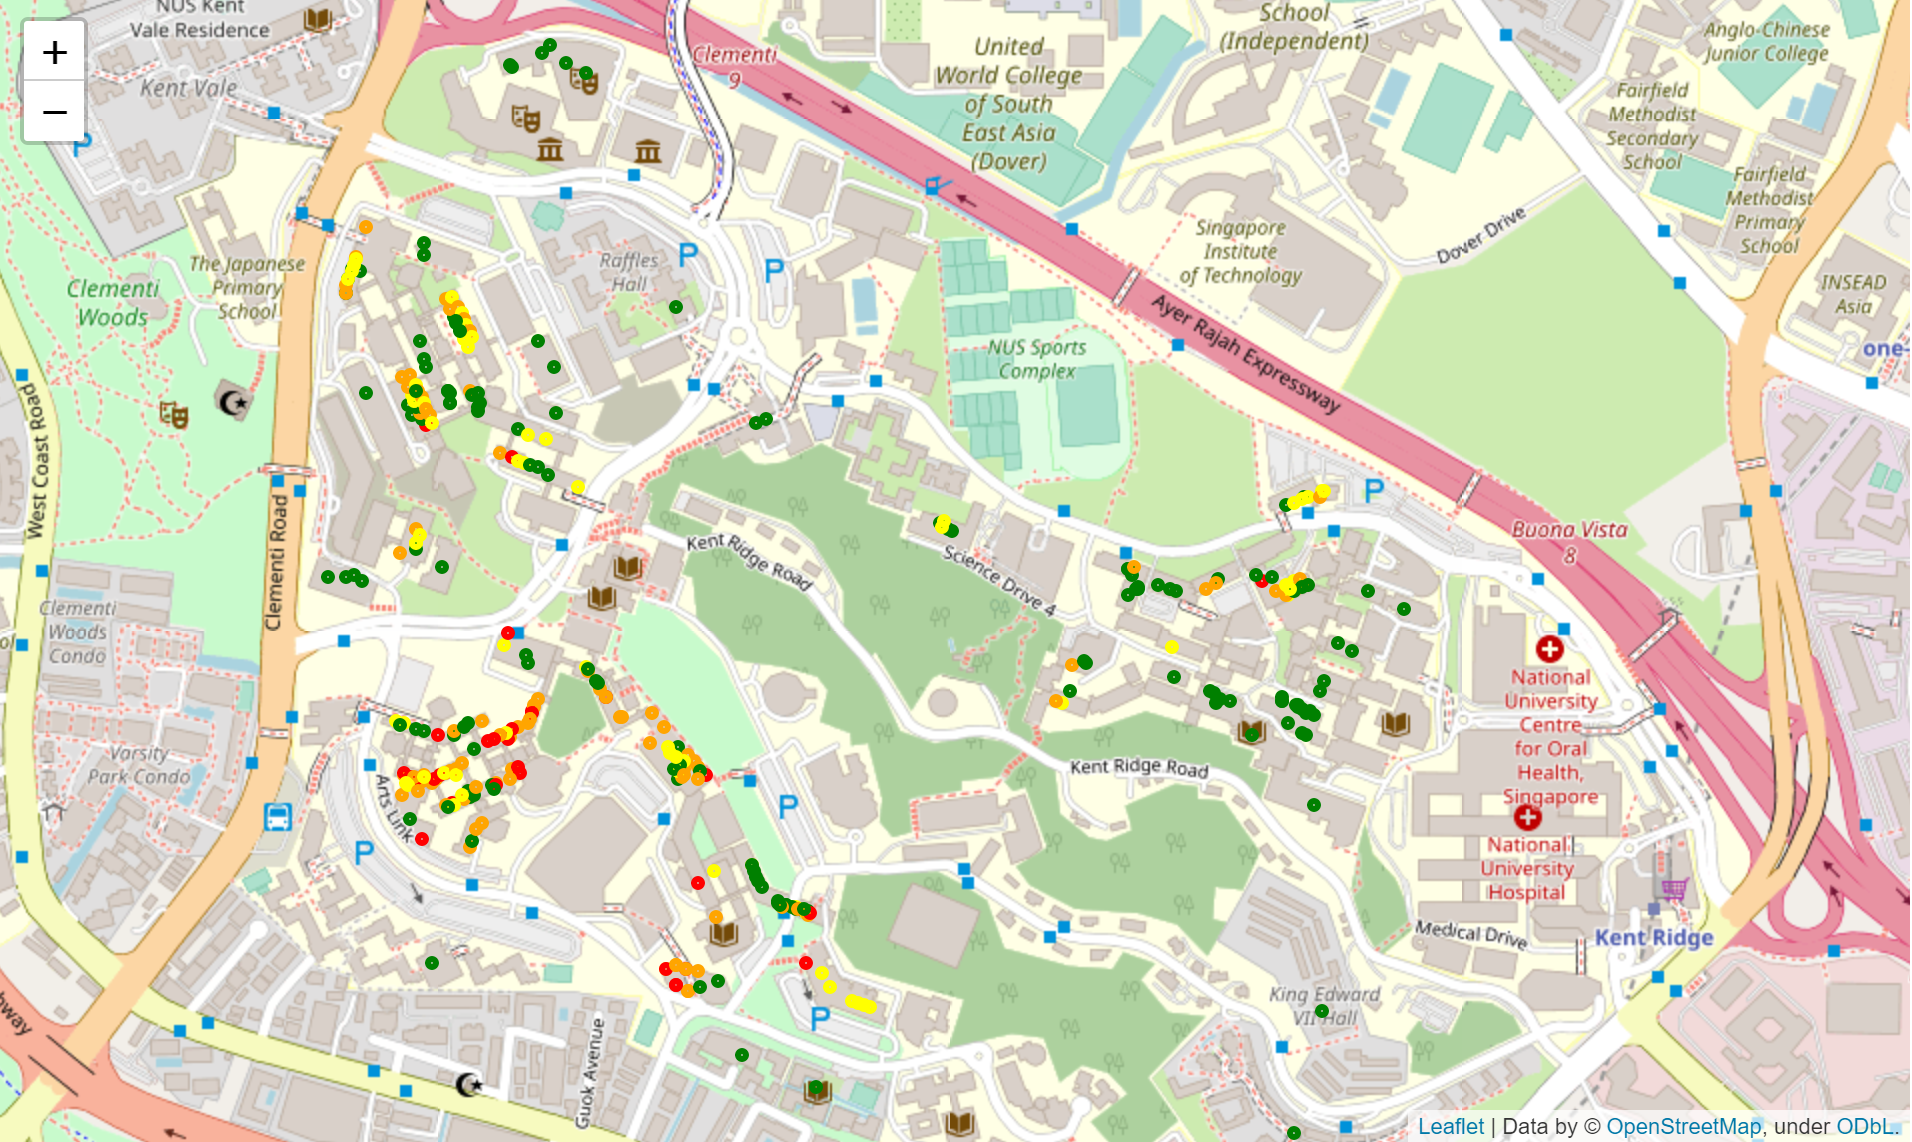 +
−
NUS Kent
Vale Residence
Kent Vale
P
Clementi
9
United
World College
of South
East Asia
(Dover)
School
(Independent)
Anglo-Chinese
Junior College
Fairfield
Methodist
Secondary
School
Fairfield
Methodist
Primary
School
Dover Drive
Singapore
Institute
of Technology
INSEAD
Asia
one-
The Japanese
Primary
School
Clementi
Woods
Raffles
Hall
P
P
NUS Sports
Complex
Ayer Rajah Expressway
West Coast Road
Clementi Road
Kent Ridge Road
Science Drive 4
P
Buona Vista
8
Clementi
Woods
Condo
Varsity
Park Condo
Arts Link
P
P
Kent Ridge Road
National
University
Centre
for Oral
Health,
Singapore
National
University
Hospital
Medical Drive
Kent Ridge
King Edward
VII Hall
P
Guok Avenue
hway
Leaflet | Data by © OpenStreetMap, under ODbL.